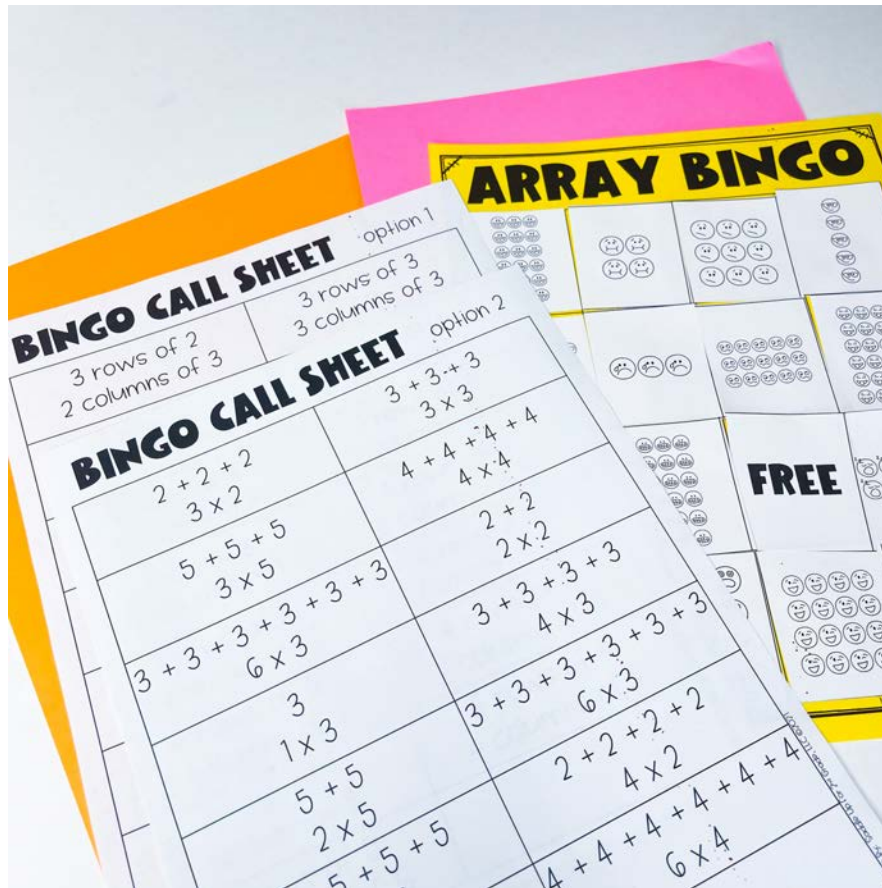 ARRAY BINGO
BINGO CALL SHEET option 1
3 rows of 2
2 columns of 3
3 rows of 3
3 columns of 3
BINGO CALL SHEET option 2
2 + 2 + 2
3 x 2
3 + 3 + 3
3 x 3
5 + 5 + 5
3 x 5
4 + 4 + 4 + 4
4 x 4
3 + 3 + 3 + 3 + 3 + 3
6 x 3
2 + 2
2 x 2
3
1 x 3
3 + 3 + 3 + 3
4 x 3
5 + 5
2 x 5
3 + 3 + 3 + 3 + 3 + 3
6 x 3
5 + 5 + 5
2 + 2 + 2 + 2
4 x 2
4 + 4 + 4 + 4 + 4 + 4
6 x 4
FREE